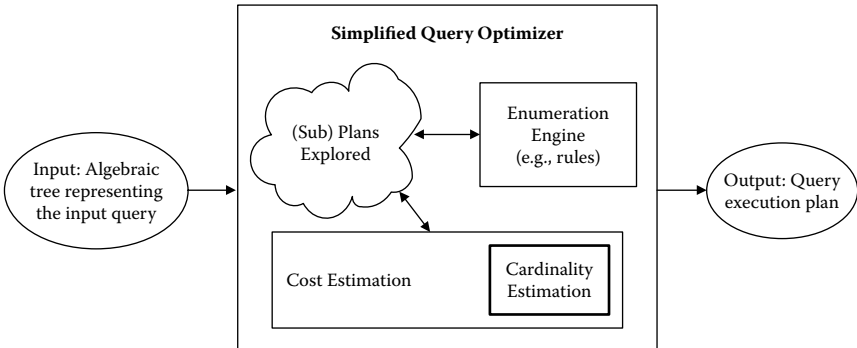 Simplified Query Optimizer
(Sub) Plans
Explored
Enumeration
Engine
(e.g., rules)
Input: Algebraic
tree representing
the input query
Output: Query
execution plan
Cost Estimation
Cardinality
Estimation